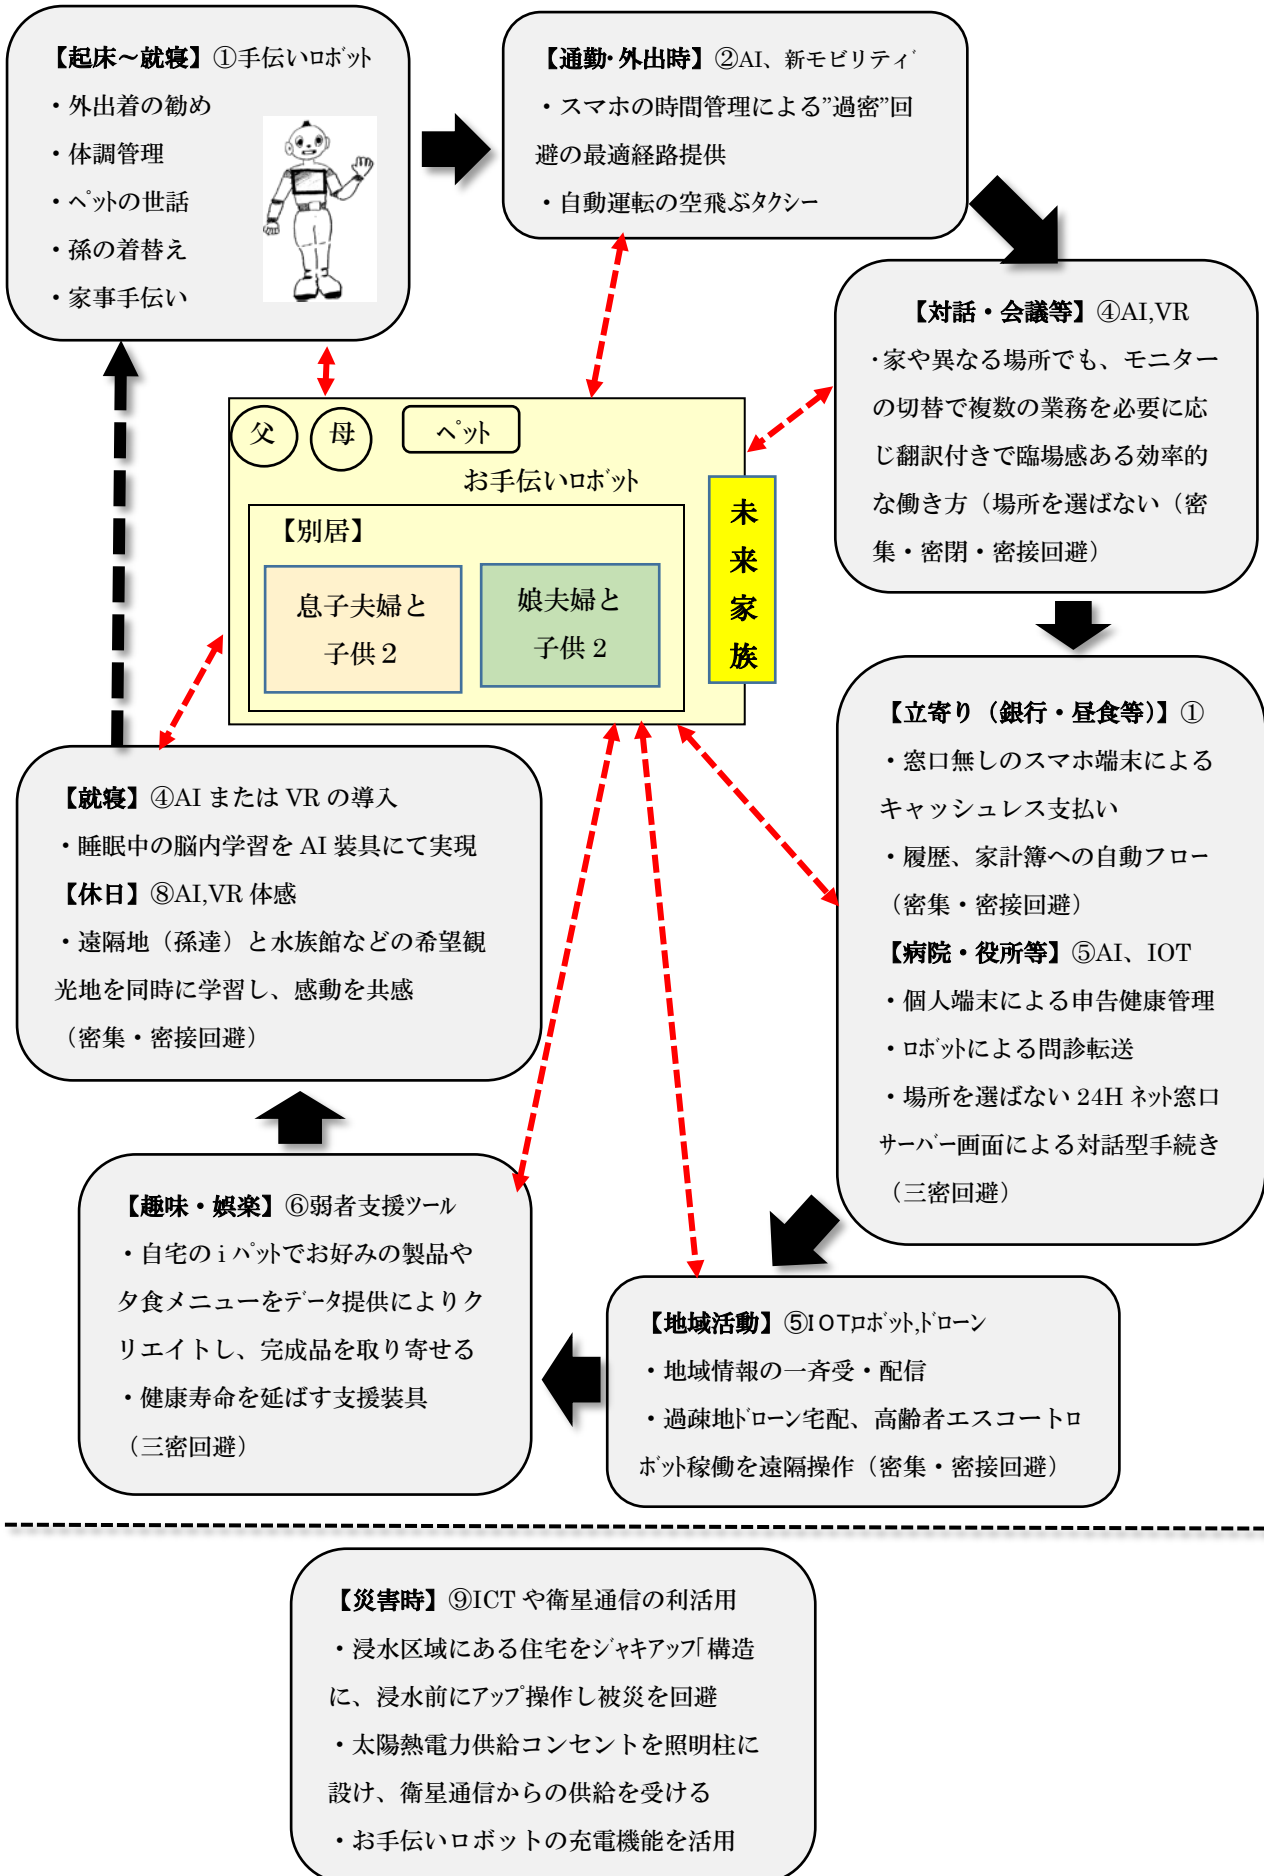 【起床～就寝】①手伝いロボット
・外出着の勧め
・体調管理
・ペットの世話
・孫の着替え
・家事手伝い
【通勤・外出時】②AI、新モビリティ
・スマホの時間管理による”過密”回
避の最適経路提供
・自動運転の空飛ぶタクシー
【対話・会議等】④AI,VR
・家や異なる場所でも、モニター
の切替で複数の業務を必要に応
じ翻訳付きで臨場感ある効率的
な働き方（場所を選ばない（密
集・密閉・密接回避）
父
母
ペット
お手伝いロボット
【別居】
息子夫婦と
子供２
娘夫婦と
子供 2
未来家族
【立寄り（銀行・昼食等）】①
・窓口無しのスマホ端末による
キャッシュレス支払い
・履歴、家計簿への自動フロー
（密集・密接回避）
【病院・役所等】⑤AI、IOT
・個人端末による申告健康管理
・ロボットによる問診転送
・場所を選ばない 24H ネット窓口
サーバー画面による対話型手続き
（三密回避）
【就寝】④AI または VR の導入
・睡眠中の脳内学習を AI 装具にて実現
【休日】⑧AI,VR 体感
・遠隔地（孫達）と水族館などの希望観
光地を同時に学習し、感動を共感
（密集・密接回避）
【趣味・娯楽】⑥弱者支援ツール
・自宅の i パットでお好みの製品や
夕食メニューをデータ提供によりク
リエイトし、完成品を取り寄せる
・健康寿命を延ばす支援装具
（三密回避）
【地域活動】⑤IOTロボット,ドローン
・地域情報の一斉受・配信
・過疎地ドローン宅配、高齢者エスコートロ
ボット稼働を遠隔操作（密集・密接回避）
【災害時】⑨ICT や衛星通信の利活用
・浸水区域にある住宅をジャキアップ「構造
に、浸水前にアップ操作し被災を回避
・太陽熱電力供給コンセントを照明柱に
設け、衛星通信からの供給を受ける
・お手伝いロボットの充電機能を活用